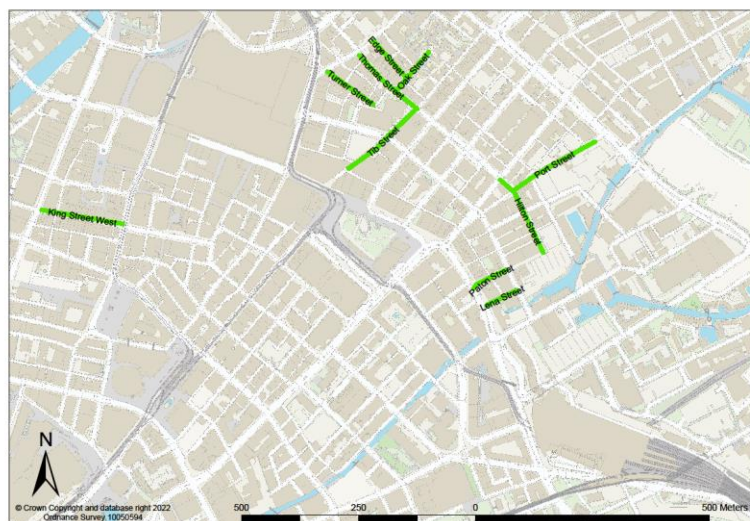 Edge Street
Oak Street
Thomas Street
Turner Street
Tib Street
Port Street
King Street West
Hilton Street
Paton Street
Lena Street
N
© Crown Copyright and database right 2022
Ordnance Survey 10050594
500 250 0 500 Meters